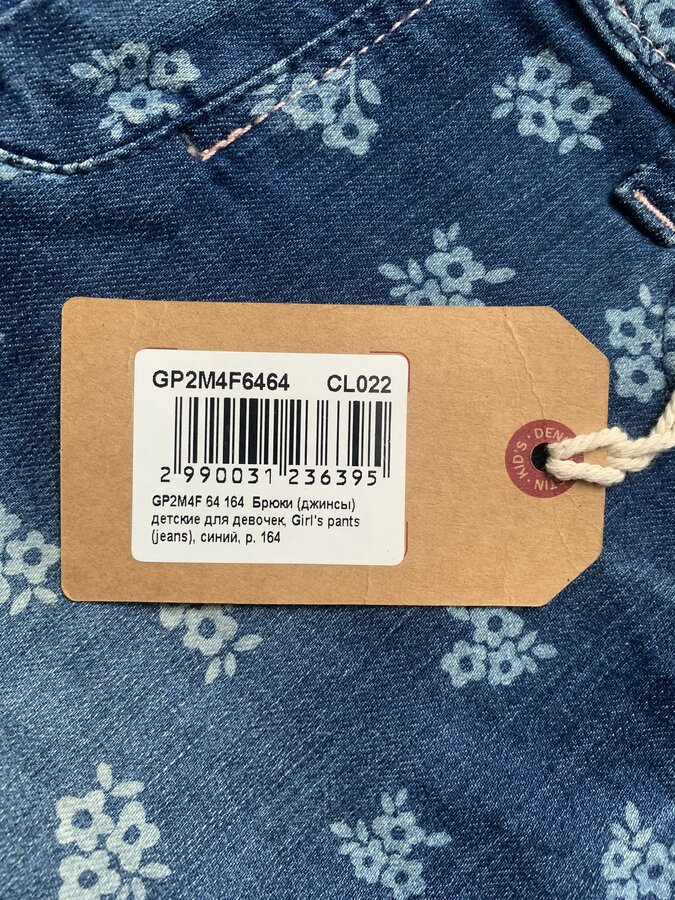 GP2M4F6464 CL022
2 990031 236395
GP2M4F 64 164 Брюки (джинсы)
детские для девочек, Girl's pants
(jeans), синий, р. 164
KID'S · DEN
TIN